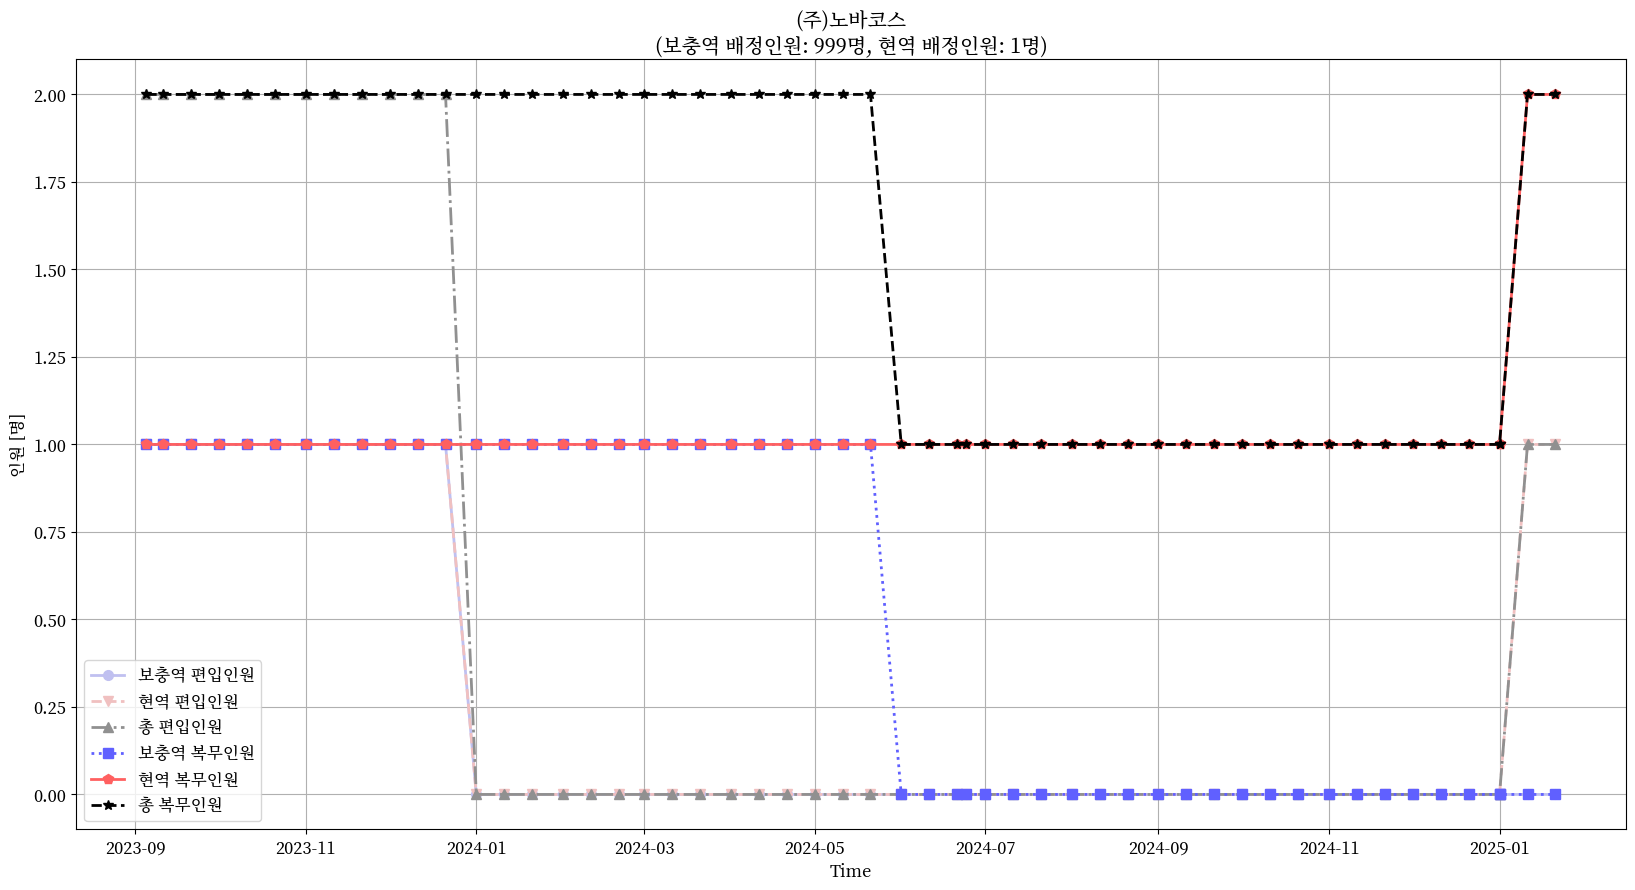 (주)노바코스
(보충역 배정인원: 999명, 현역 배정인원: 1명)
인원 [명]
2.00
1.75
1.50
1.25
1.00
0.75
0.50
0.25
0.00
보충역 편입인원
현역 편입인원
총 편입인원
보충역 복무인원
현역 복무인원
총 복무인원
2023-09
2023-11
2024-01
2024-03
2024-05
2024-07
2024-09
2024-11
2025-01
Time